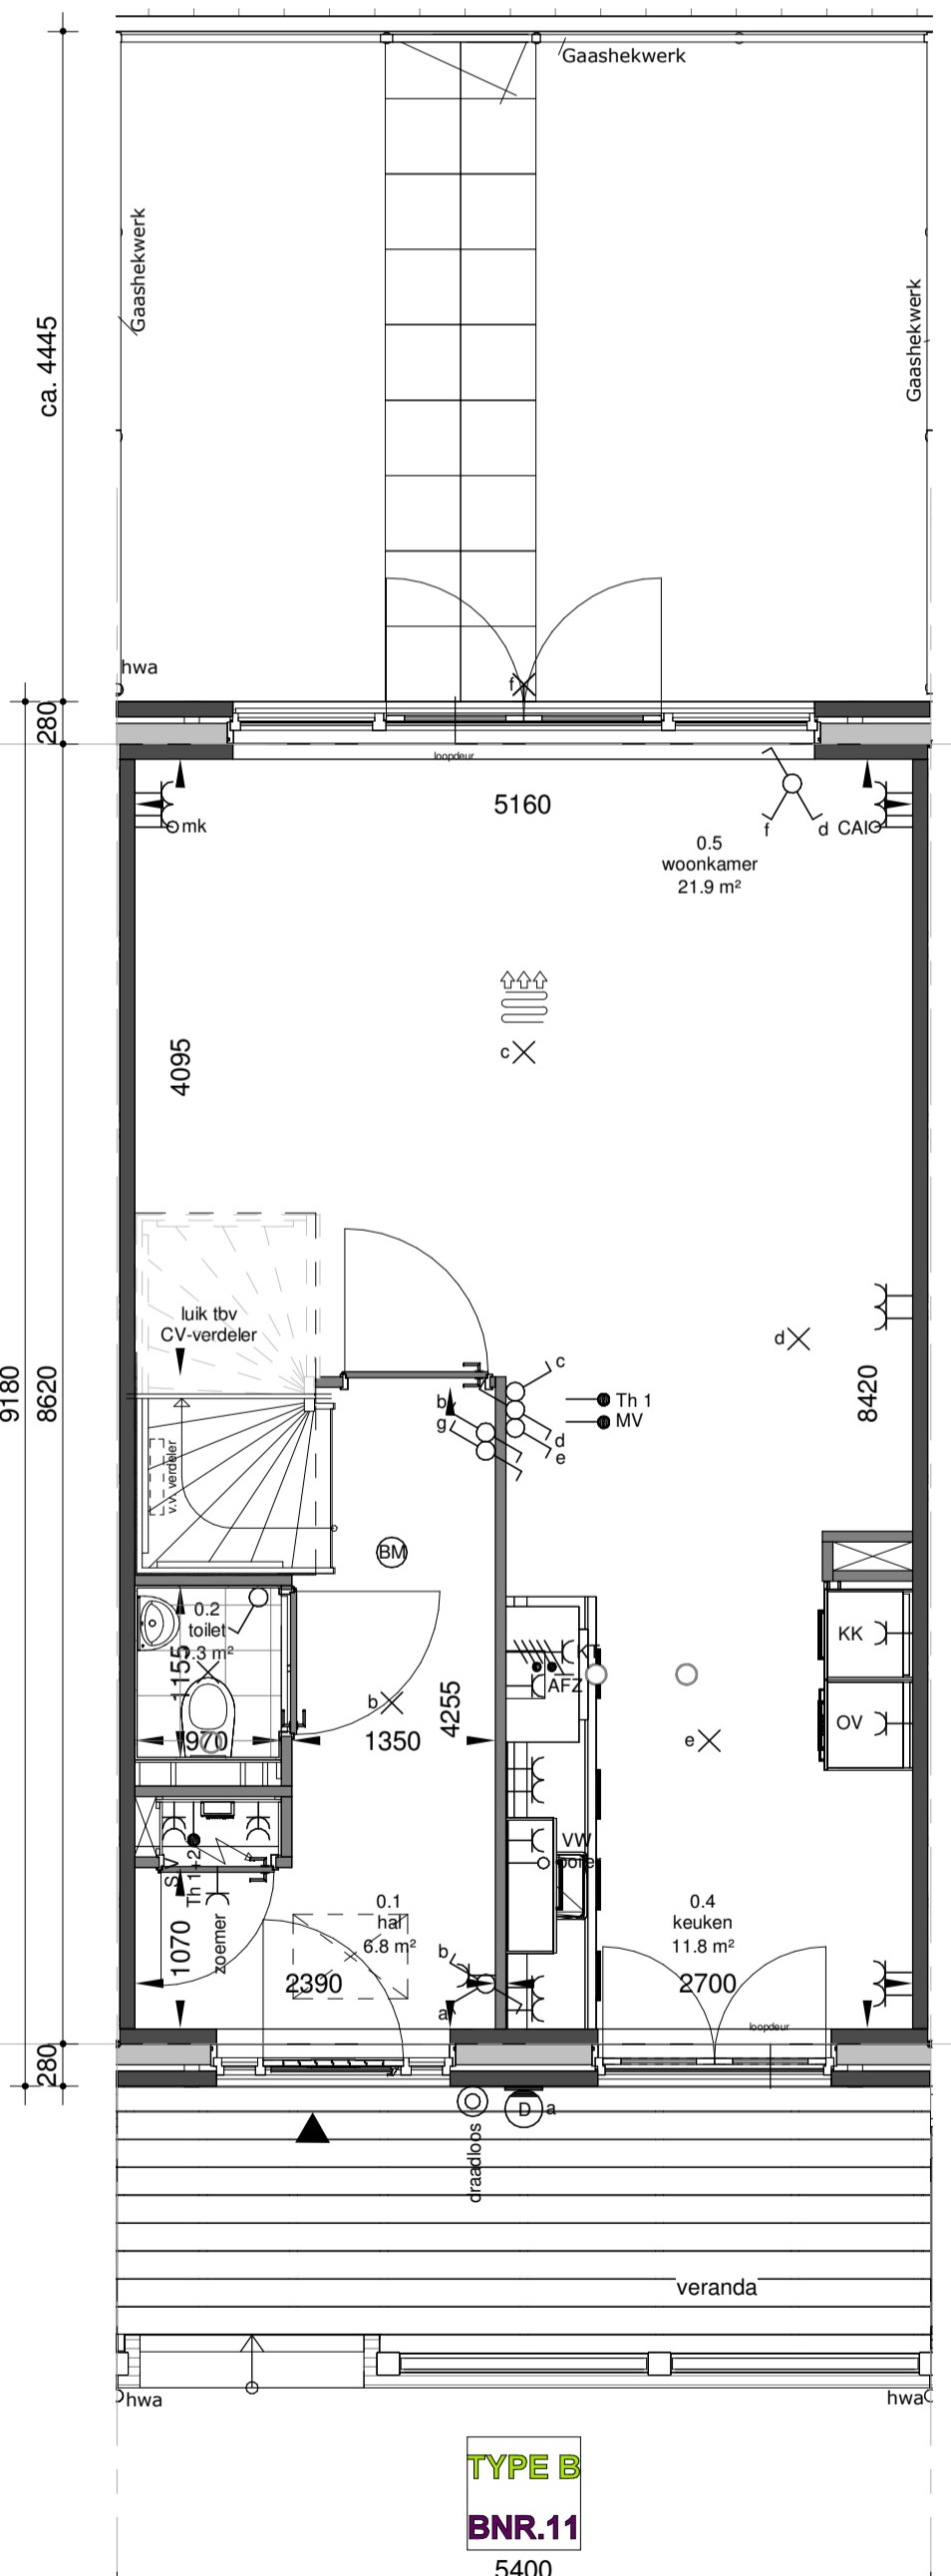 Gaashekwerk
Gaashekwerk
Gaashekwerk
ca. 4445
hwa
f
280
loopdeur
5160
mk
f
d
CAI
0.5
woonkamer
21.9 m²
c
4095
luik tbv
CV-verdeler
d
9180
8620
8420
c
b
g
Th 1
MV
d
e
v.v. verdeler
BM
0.2
toilet
1155
970
b
1350
4255
KK
AFZ
OV
e
VW
Th 1+2
zoemer
0.1
hal
6.8 m²
0.4
keuken
11.8 m²
1070
2390
b
a
2700
loopdeur
280
D
a
draadloos
veranda
hwa
hwa
TYPE B
BNR.11
5400